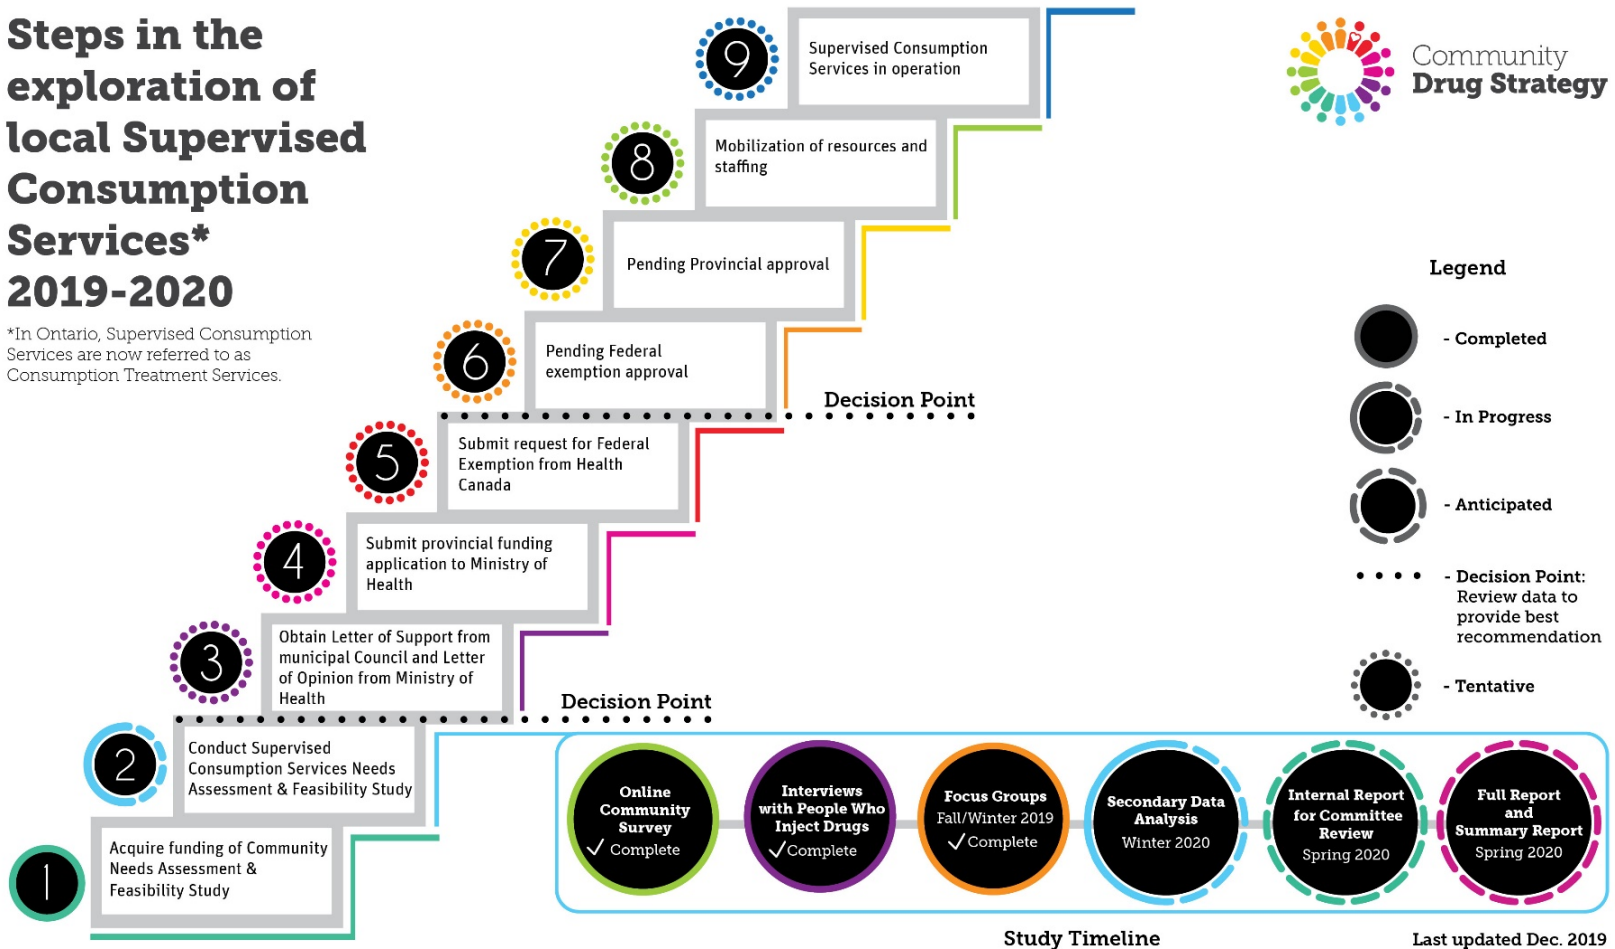 Steps in the
exploration of
local Supervised
Consumption
Services*
2019-2020
*In Ontario, Supervised Consumption
Services are now referred to as
Consumption Treatment Services.
Community
Drug Strategy
9
Supervised Consumption
Services in operation
8
Mobilization of resources and
staffing
7
Pending Provincial approval
6
Pending Federal
exemption approval
Decision Point
5
Submit request for Federal
Exemption from Health
Canada
4
Submit provincial funding
application to Ministry of
Health
3
Obtain Letter of Support from
municipal Council and Letter
of Opinion from Ministry of
Health
Decision Point
2
Conduct Supervised
Consumption Services Needs
Assessment & Feasibility Study
1
Acquire funding of Community
Needs Assessment &
Feasibility Study
Legend
- Completed
- In Progress
- Anticipated
- Decision Point:
Review data to
provide best
recommendation
- Tentative
Online
Community
Survey
✓ Complete
Interviews
with People Who
Inject Drugs
✓ Complete
Focus Groups
Fall/Winter 2019
✓ Complete
Secondary Data
Analysis
Winter 2020
Internal Report
for Committee
Review
Spring 2020
Full Report
and
Summary Report
Spring 2020
Study Timeline
Last updated Dec. 2019